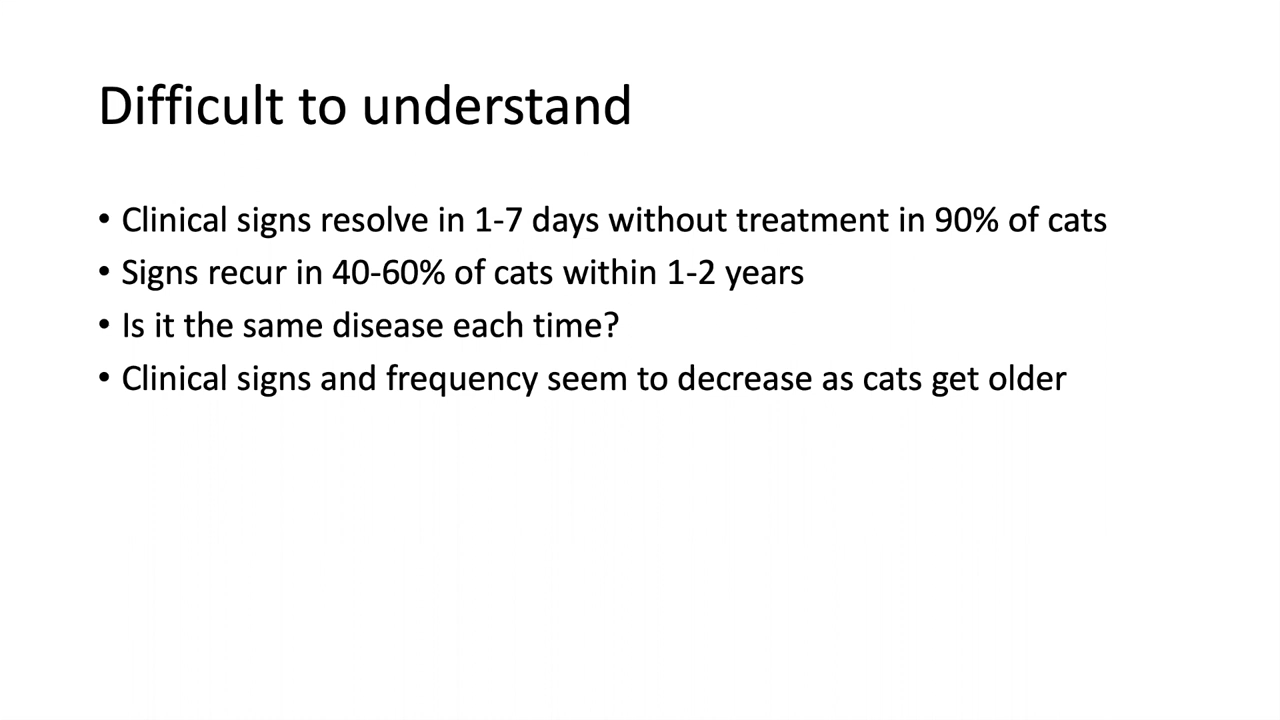 Difficult to understand
• Clinical signs resolve in 1-7 days without treatment in 90% of cats
• Signs recur in 40-60% of cats within 1-2 years
• Is it the same disease each time?
• Clinical signs and frequency seem to decrease as cats get older